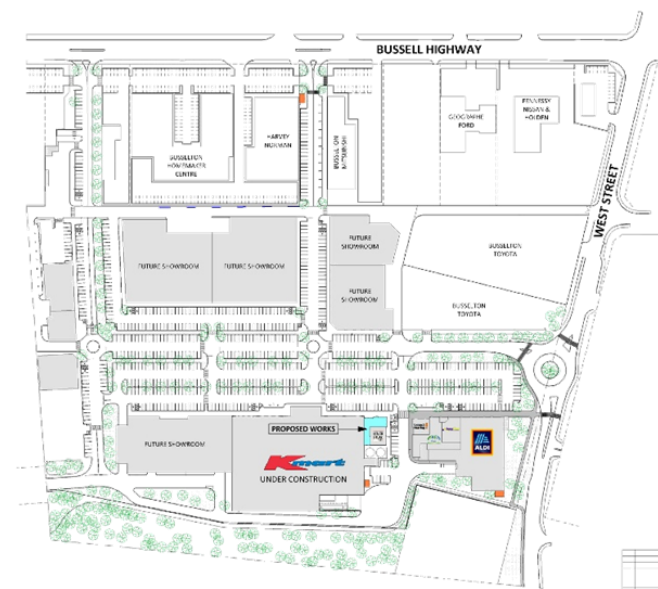 BUSSELL HIGHWAY
FENNESSY
NISSAN &
HOLDEN
GEOGRAPHE
FORD
HARVEY
NORMAN
BUSSELTON
HOMEMAKER
CENTRE
BUSSELTON
MITSUBISHI
WEST STREET
FUTURE
SHOWROOM
BUSSELTON
TOYOTA
FUTURE SHOWROOM
FUTURE SHOWROOM
FUTURE
SHOWROOM
BUSSELTON
TOYOTA
PROPOSED WORKS
FUTURE SHOWROOM
Kmart
UNDER CONSTRUCTION
ALDI